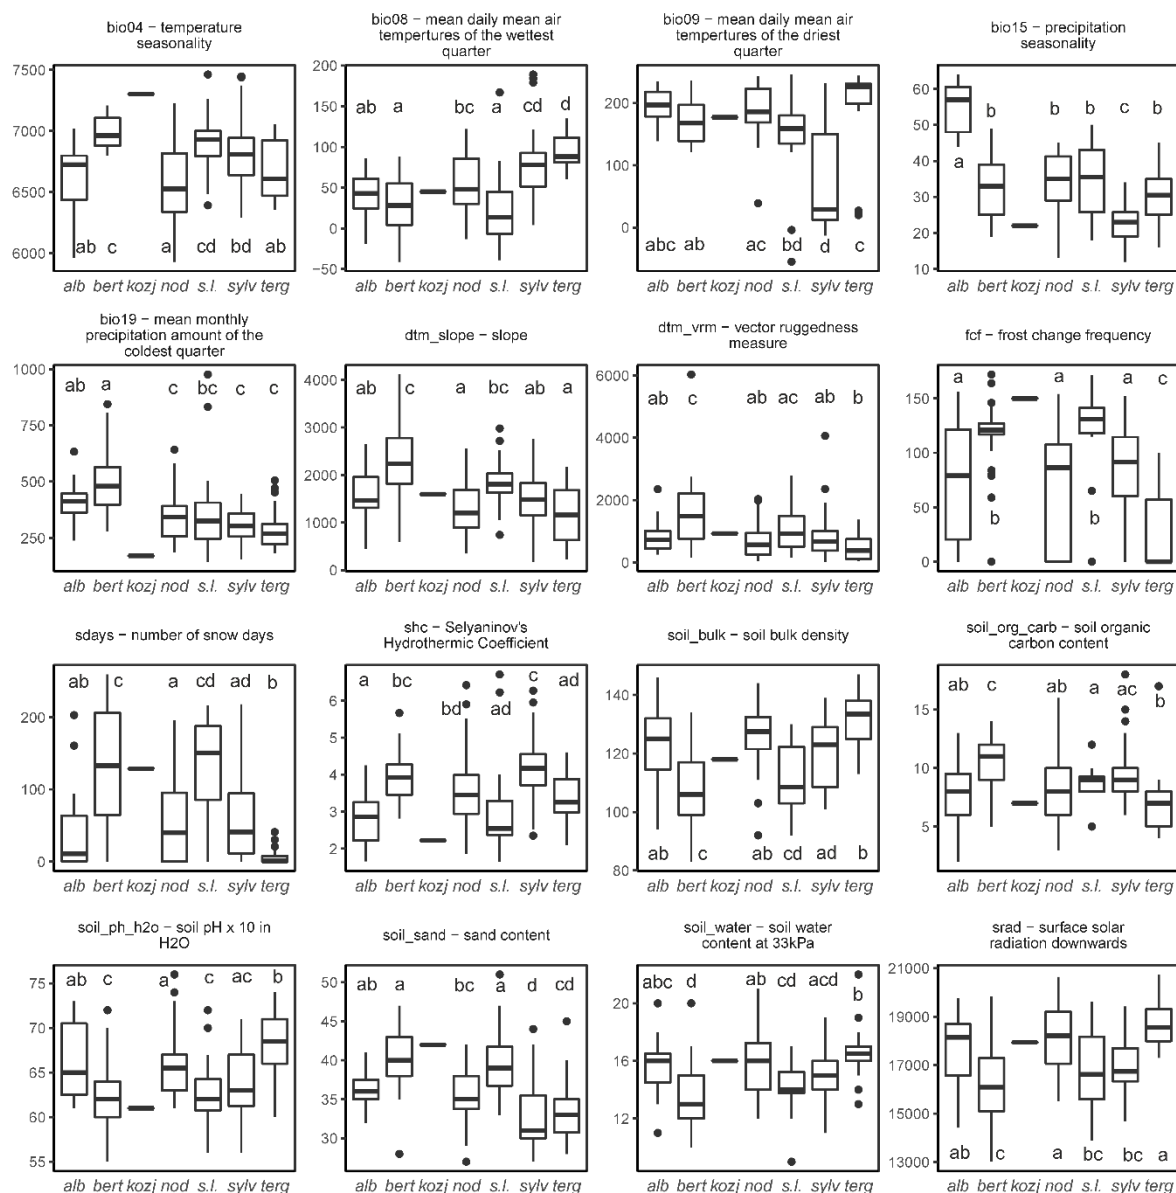 bio04 − temperature
seasonality
7500
7000
6500
6000
ab c a cd bd ab
alb bert kozj nod s.l. sylv terg
bio08 − mean daily mean air
tempertures of the wettest
quarter
200
150
100
50
0
−50
ab a bc a cd d
alb bert kozj nod s.l. sylv terg
bio09 − mean daily mean air
tempertures of the driest
quarter
200
100
0
abc ab ac bd d c
alb bert kozj nod s.l. sylv terg
bio15 − precipitation
seasonality
60
50
40
30
20
10
a b b b c b
alb bert kozj nod s.l. sylv terg
bio19 − mean monthly
precipitation amount of the
coldest quarter
1000
750
500
250
ab a c bc c c
alb bert kozj nod s.l. sylv terg
dtm_slope − slope
4000
3000
2000
1000
0
ab c a bc ab a
alb bert kozj nod s.l. sylv terg
dtm_vrm − vector ruggedness
measure
6000
4000
2000
0
ab c ab ac ab b
alb bert kozj nod s.l. sylv terg
fcf − frost change frequency
150
100
50
0
a b a b a c
alb bert kozj nod s.l. sylv terg
sdays − number of snow days
200
100
0
ab c a cd ad b
alb bert kozj nod s.l. sylv terg
shc − Selyaninov's
Hydrothermic Coefficient
6
5
4
3
2
a bc bd ad c ad
alb bert kozj nod s.l. sylv terg
soil_bulk − soil bulk density
140
120
100
80
ab c ab cd ad b
alb bert kozj nod s.l. sylv terg
soil_org_carb − soil organic
carbon content
15
10
5
ab c ab a ac b
alb bert kozj nod s.l. sylv terg
soil_ph_h2o − soil pH x 10 in
H2O
75
70
65
60
55
ab c a c ac b
alb bert kozj nod s.l. sylv terg
soil_sand − sand content
50
45
40
35
30
ab a bc a d cd
alb bert kozj nod s.l. sylv terg
soil_water − soil water
content at 33kPa
20
18
16
14
12
abc d ab cd acd b
alb bert kozj nod s.l. sylv terg
srad − surface solar
radiation downwards
21000
19000
17000
15000
13000
ab c a bc bc a
alb bert kozj nod s.l. sylv terg